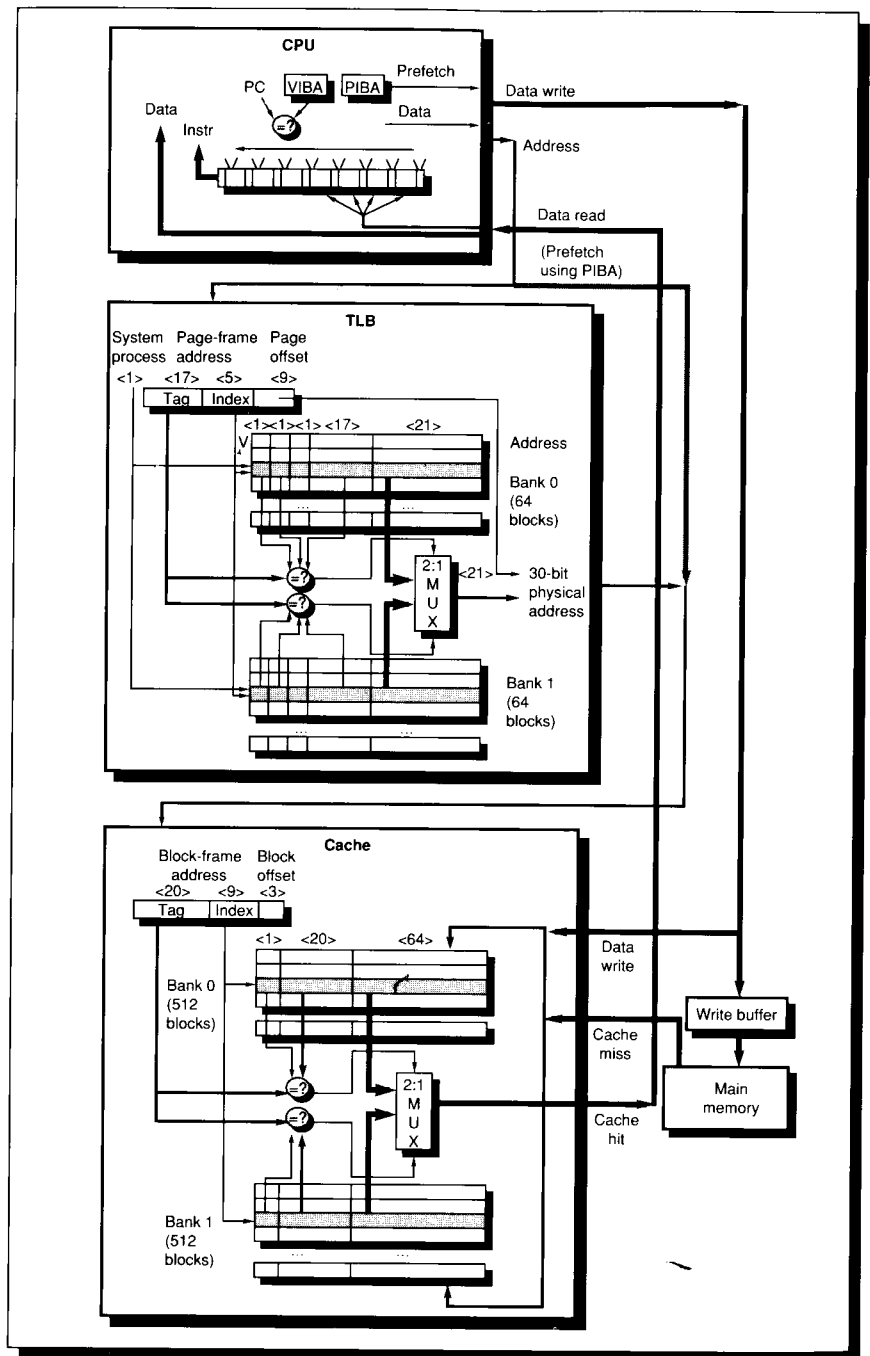 CPU
PC
VIBA
PIBA
Prefetch
Data
=?
Data
Instr
Data write
Address
Data read
(Prefetch
using PIBA)
TLB
System
process
Page-frame
address
Page
offset
<1>
<17>
<5>
<9>
Tag
Index
<1><1><1>
<17>
<21>
V
Address
Bank 0
(64
blocks)
...
...
=?
=?
2:1
M
U
X
<21>
30-bit
physical
address
Bank 1
(64
blocks)
...
...
Cache
Block-frame
address
Block
offset
<20>
<9>
<3>
Tag
Index
<1>
<20>
<64>
Bank 0
(512
blocks)
=?
=?
2:1
M
U
X
Bank 1
(512
blocks)
...
...
Data
write
Cache
miss
Cache
hit
Write buffer
Main
memory